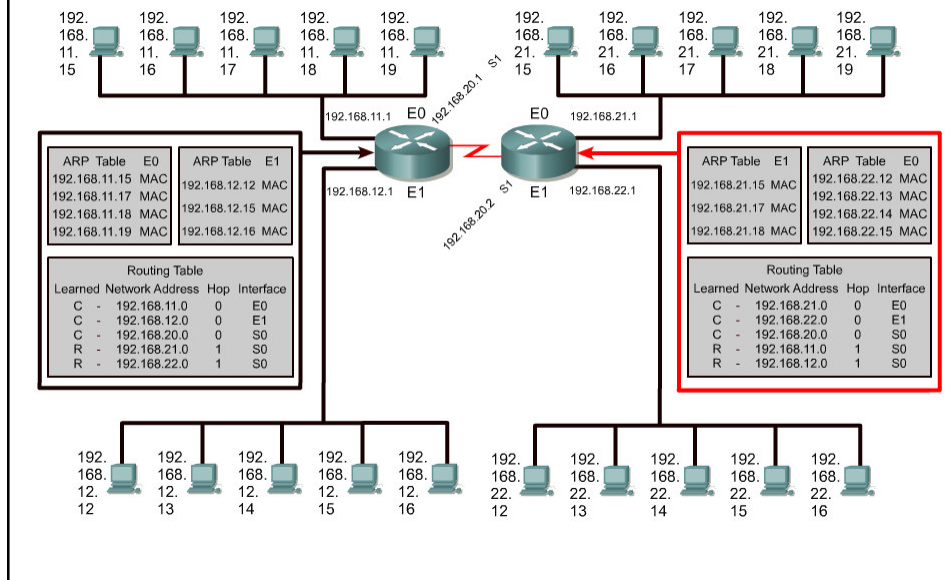 192.
168.
11.
15
192.
168.
11.
16
192.
168.
11.
17
192.
168.
11.
18
192.
168.
11.
19
192.
168.
21.
15
192.
168.
21.
16
192.
168.
21.
17
192.
168.
21.
18
192.
168.
21.
19
192.168.11.1
E0
192.168.20.1 S1
E0
192.168.21.1
192.168.12.1
E1
192.168.20.2 S1
E1
192.168.22.1
ARP Table E0
192.168.11.15 MAC
192.168.11.17 MAC
192.168.11.18 MAC
192.168.11.19 MAC
ARP Table E1
192.168.12.12 MAC
192.168.12.15 MAC
192.168.12.16 MAC
Routing Table
Learned Network Address Hop Interface
C - 192.168.11.0 0 E0
C - 192.168.12.0 0 E1
C - 192.168.20.0 0 S0
R - 192.168.21.0 1 S0
R - 192.168.22.0 1 S0
ARP Table E1
192.168.21.15 MAC
192.168.21.17 MAC
192.168.21.18 MAC
ARP Table E0
192.168.22.12 MAC
192.168.22.13 MAC
192.168.22.14 MAC
192.168.22.15 MAC
Routing Table
Learned Network Address Hop Interface
C - 192.168.21.0 0 E0
C - 192.168.22.0 0 E1
C - 192.168.20.0 0 S0
R - 192.168.11.0 1 S0
R - 192.168.12.0 1 S0
192.
168.
12.
12
192.
168.
12.
13
192.
168.
12.
14
192.
168.
12.
15
192.
168.
12.
16
192.
168.
22.
12
192.
168.
22.
13
192.
168.
22.
14
192.
168.
22.
15
192.
168.
22.
16